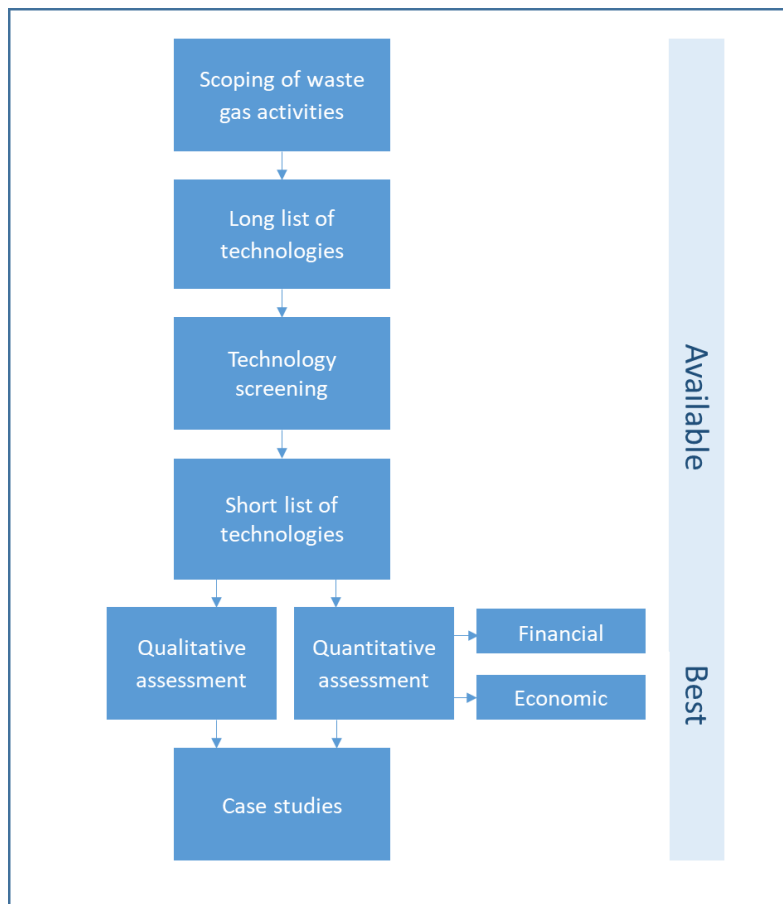 Scoping of waste
gas activities
Long list of
technologies
Technology
screening
Short list of
technologies
Qualitative
assessment
Quantitative
assessment
Financial
Economic
Case studies
Available
Best